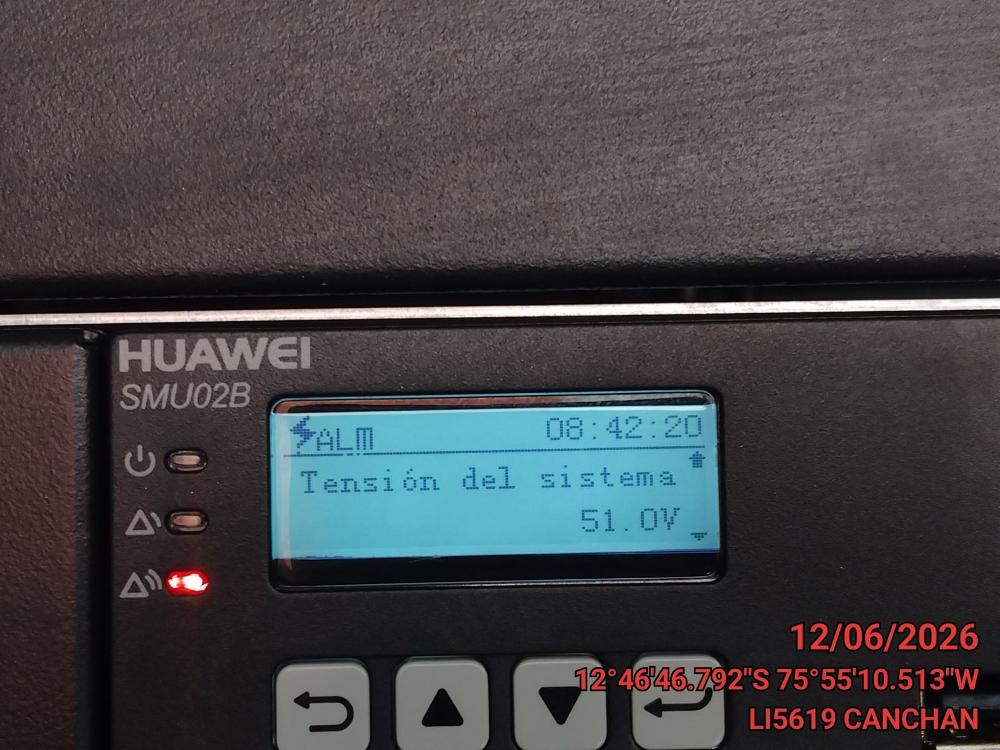 HUAWEI
SMU02B
ALM 08:42:20
Tensión del sistema
51.0V
12/06/2026
12°46'46.792"S 75°55'10.513"W
LI5619 CANCHAN